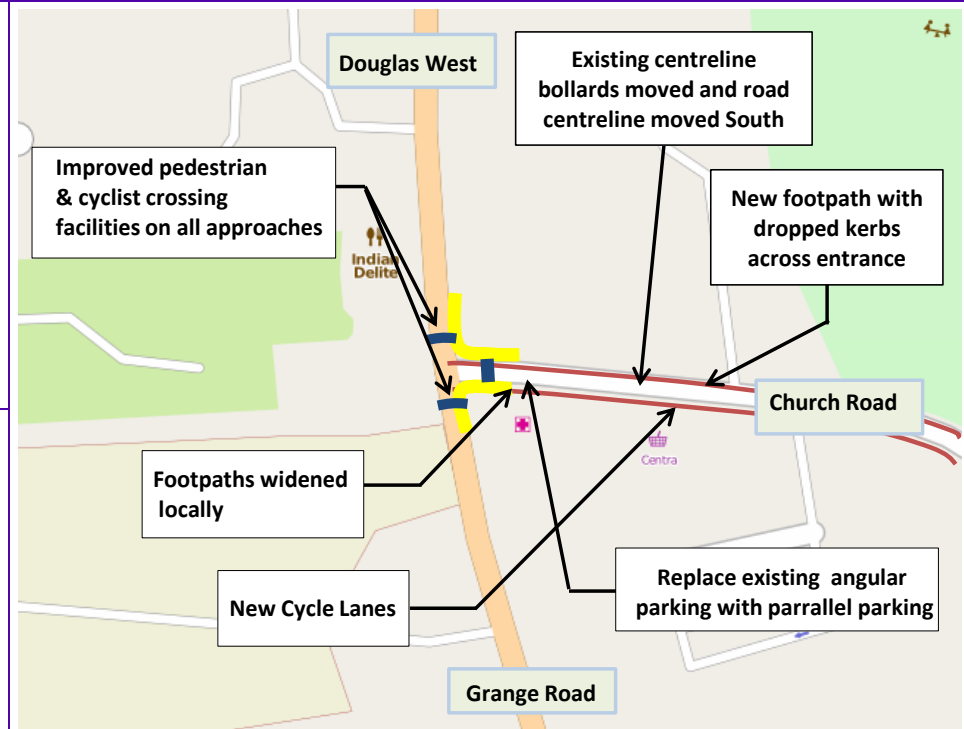 Douglas West
Existing centreline
bollards moved and road
centreline moved South
Improved pedestrian
& cyclist crossing
facilities on all approaches
New footpath with
dropped kerbs
across entrance
Indian
Delite
Church Road
Centra
Footpaths widened
locally
New Cycle Lanes
Replace existing angular
parking with parrallel parking
Grange Road